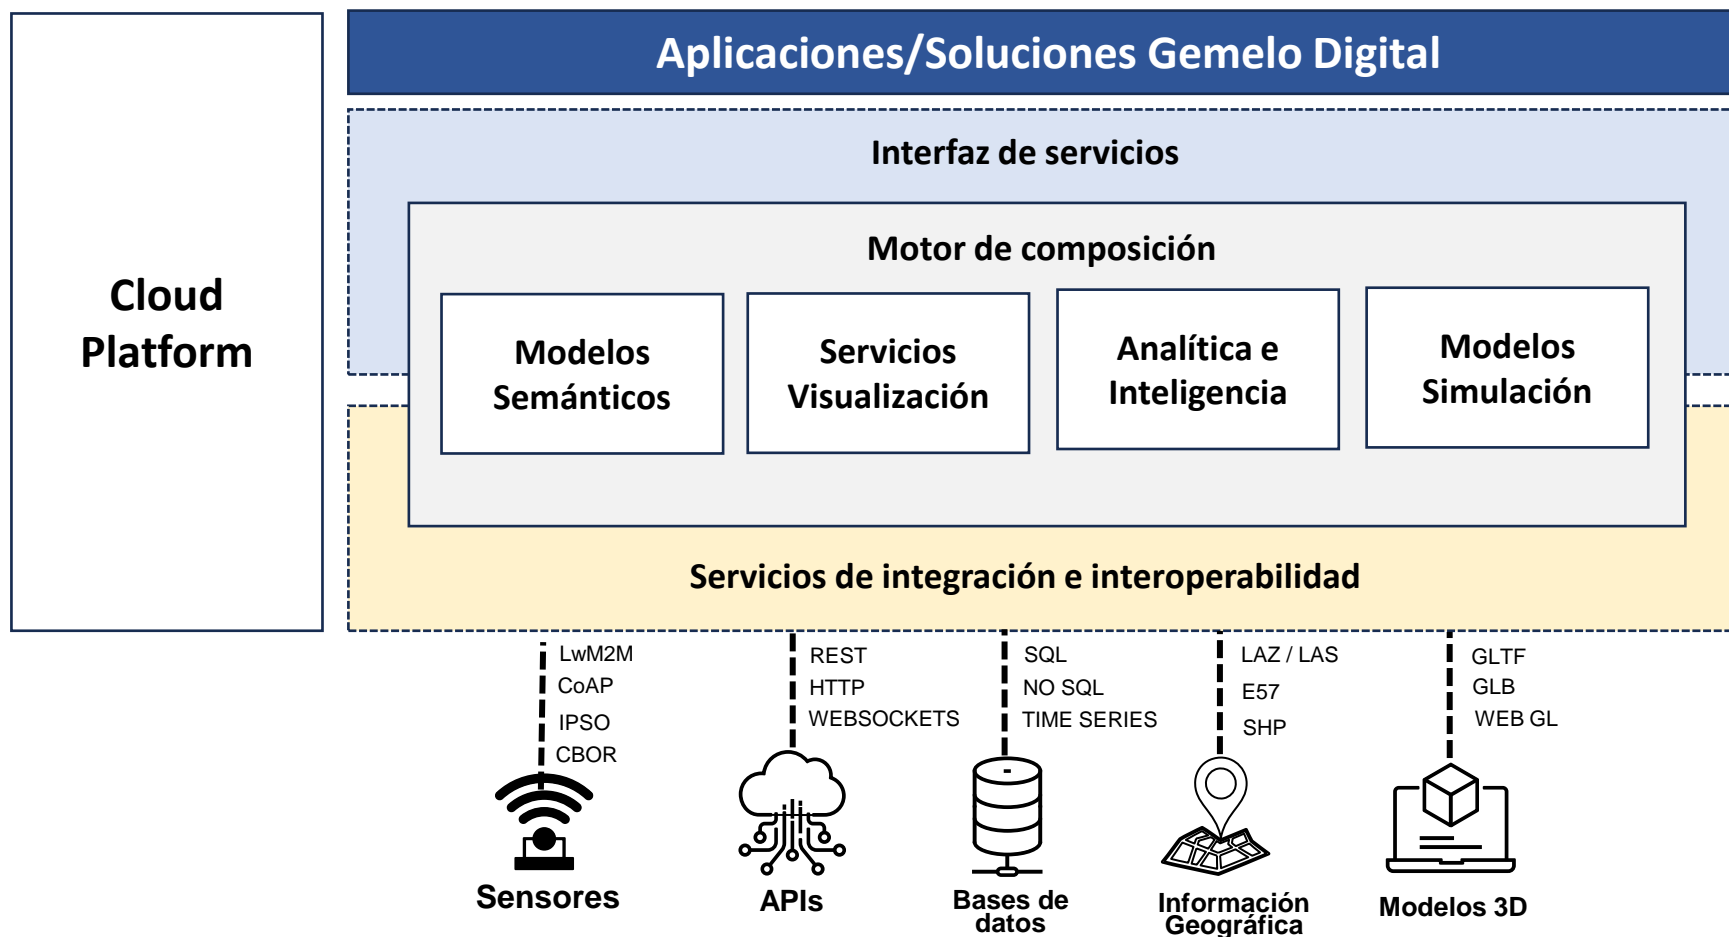 Cloud
Platform
Aplicaciones/Soluciones Gemelo Digital
Interfaz de servicios
Motor de composición
Modelos
Semánticos
Servicios
Visualización
Analítica e
Inteligencia
Modelos
Simulación
Servicios de integración e interoperabilidad
LwM2M
CoAP
IPSO
CBOR
Sensores
REST
HTTP
WEBSOCKETS
APIs
SQL
NO SQL
TIME SERIES
Bases de
datos
LAZ / LAS
E57
SHP
Información
Geográfica
GLTF
GLB
WEB GL
Modelos 3D